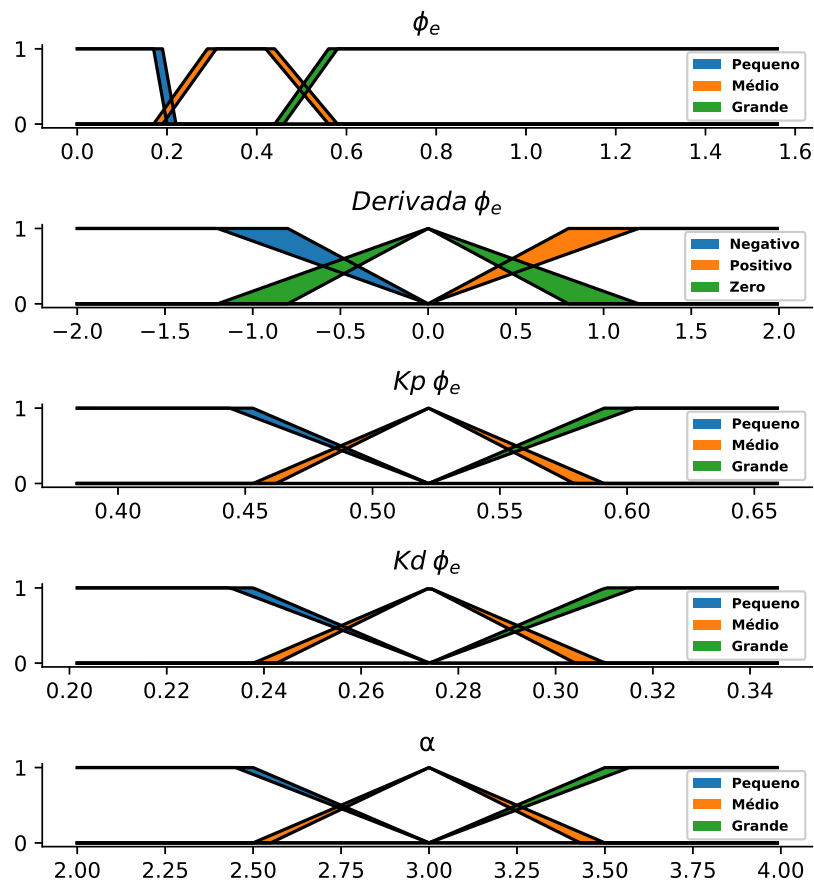 ϕe
1
0
Pequeno
Médio
Grande
0.0 0.2 0.4 0.6 0.8 1.0 1.2 1.4 1.6
Derivada ϕe
1
0
Negativo
Positivo
Zero
−2.0 −1.5 −1.0 −0.5 0.0 0.5 1.0 1.5 2.0
Kp ϕe
1
0
Pequeno
Médio
Grande
0.40 0.45 0.50 0.55 0.60 0.65
Kd ϕe
1
0
Pequeno
Médio
Grande
0.20 0.22 0.24 0.26 0.28 0.30 0.32 0.34
α
1
0
Pequeno
Médio
Grande
2.00 2.25 2.50 2.75 3.00 3.25 3.50 3.75 4.00